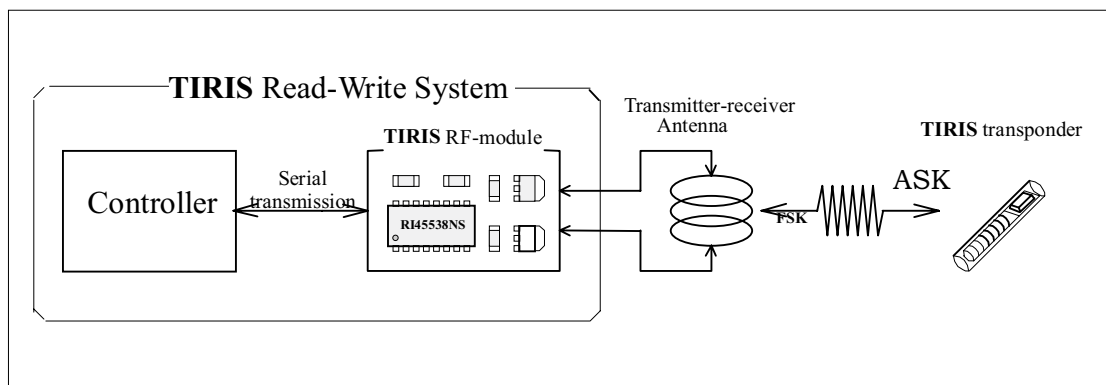 TIRIS Read-Write System
Transmitter-receiver
Antenna
TIRIS transponder
TIRIS RF-module
Controller
Serial
transmission
RI45538NS
FSK
ASK